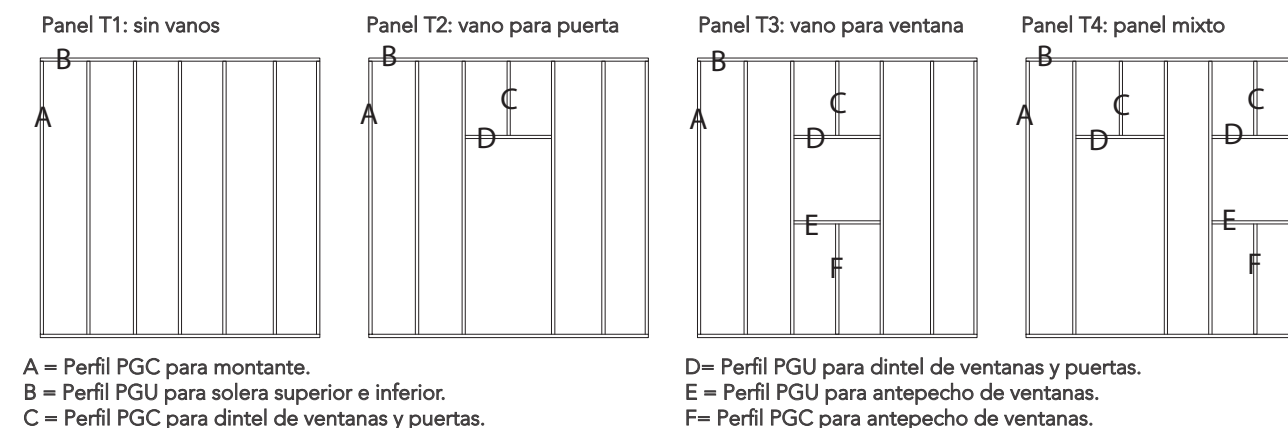 Panel T1: sin vanos
Panel T2: vano para puerta
Panel T3: vano para ventana
Panel T4: panel mixto
B
A
B
A
C
D
B
A
C
D
E
F
B
A
C
D
C
D
E
F
A = Perfil PGC para montante.
B = Perfil PGU para solera superior e inferior.
C = Perfil PGC para dintel de ventanas y puertas.
D= Perfil PGU para dintel de ventanas y puertas.
E = Perfil PGU para antepecho de ventanas.
F= Perfil PGC para antepecho de ventanas.